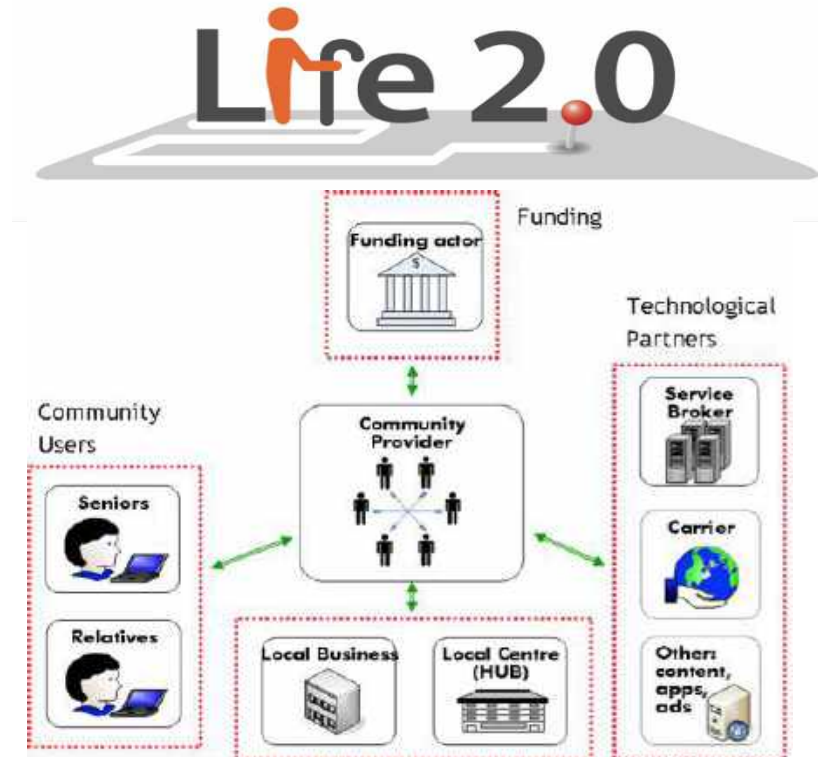 Life 2.0
Funding
Funding actor
$
Technological
Partners
Service
Broker
Community
Provider
Community
Users
Seniors
Carrier
Relatives
Local Business
Local Centre
(HUB)
Others
content,
apps,
ads